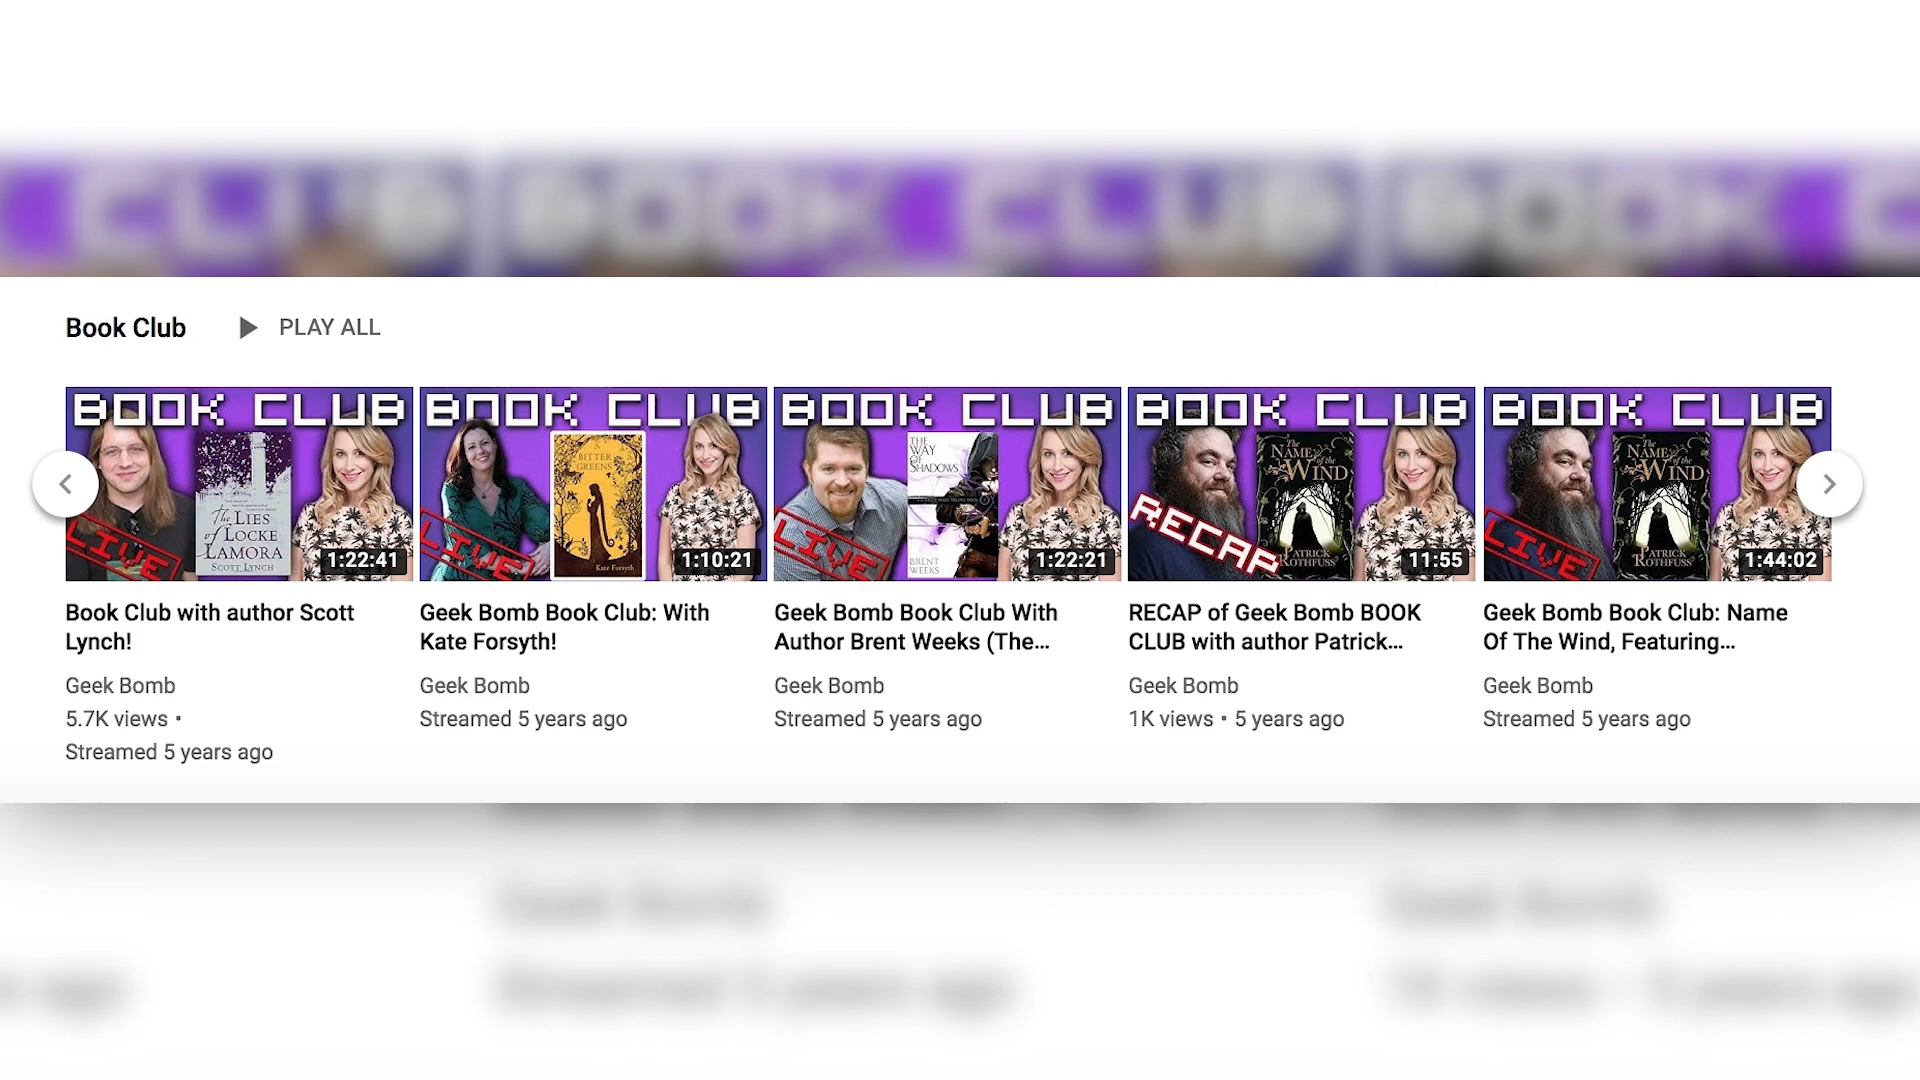 BOOK CLUB BOOK CLUB
Book Club PLAY ALL
BOOK CLUB
The LIES of LOCKE LAMORA
SCOTT LYNCH
LIVE
1:22:41
BOOK CLUB
BITTER GREENS
Kate Forsyth
LIVE
1:10:21
BOOK CLUB
THE WAY OF SHADOWS
BRENT WEEKS
LIVE
1:22:21
BOOK CLUB
The NAME of the WIND
PATRICK ROTHFUSS
RECAP
11:55
BOOK CLUB
The NAME of the WIND
PATRICK ROTHFUSS
LIVE
1:44:02
Book Club with author Scott
Lynch!
Geek Bomb
5.7K views •
Streamed 5 years ago
Geek Bomb Book Club: With
Kate Forsyth!
Geek Bomb
Streamed 5 years ago
Geek Bomb Book Club With
Author Brent Weeks (The...
Geek Bomb
Streamed 5 years ago
RECAP of Geek Bomb BOOK
CLUB with author Patrick...
Geek Bomb
1K views • 5 years ago
Geek Bomb Book Club: Name
Of The Wind, Featuring...
Geek Bomb
Streamed 5 years ago